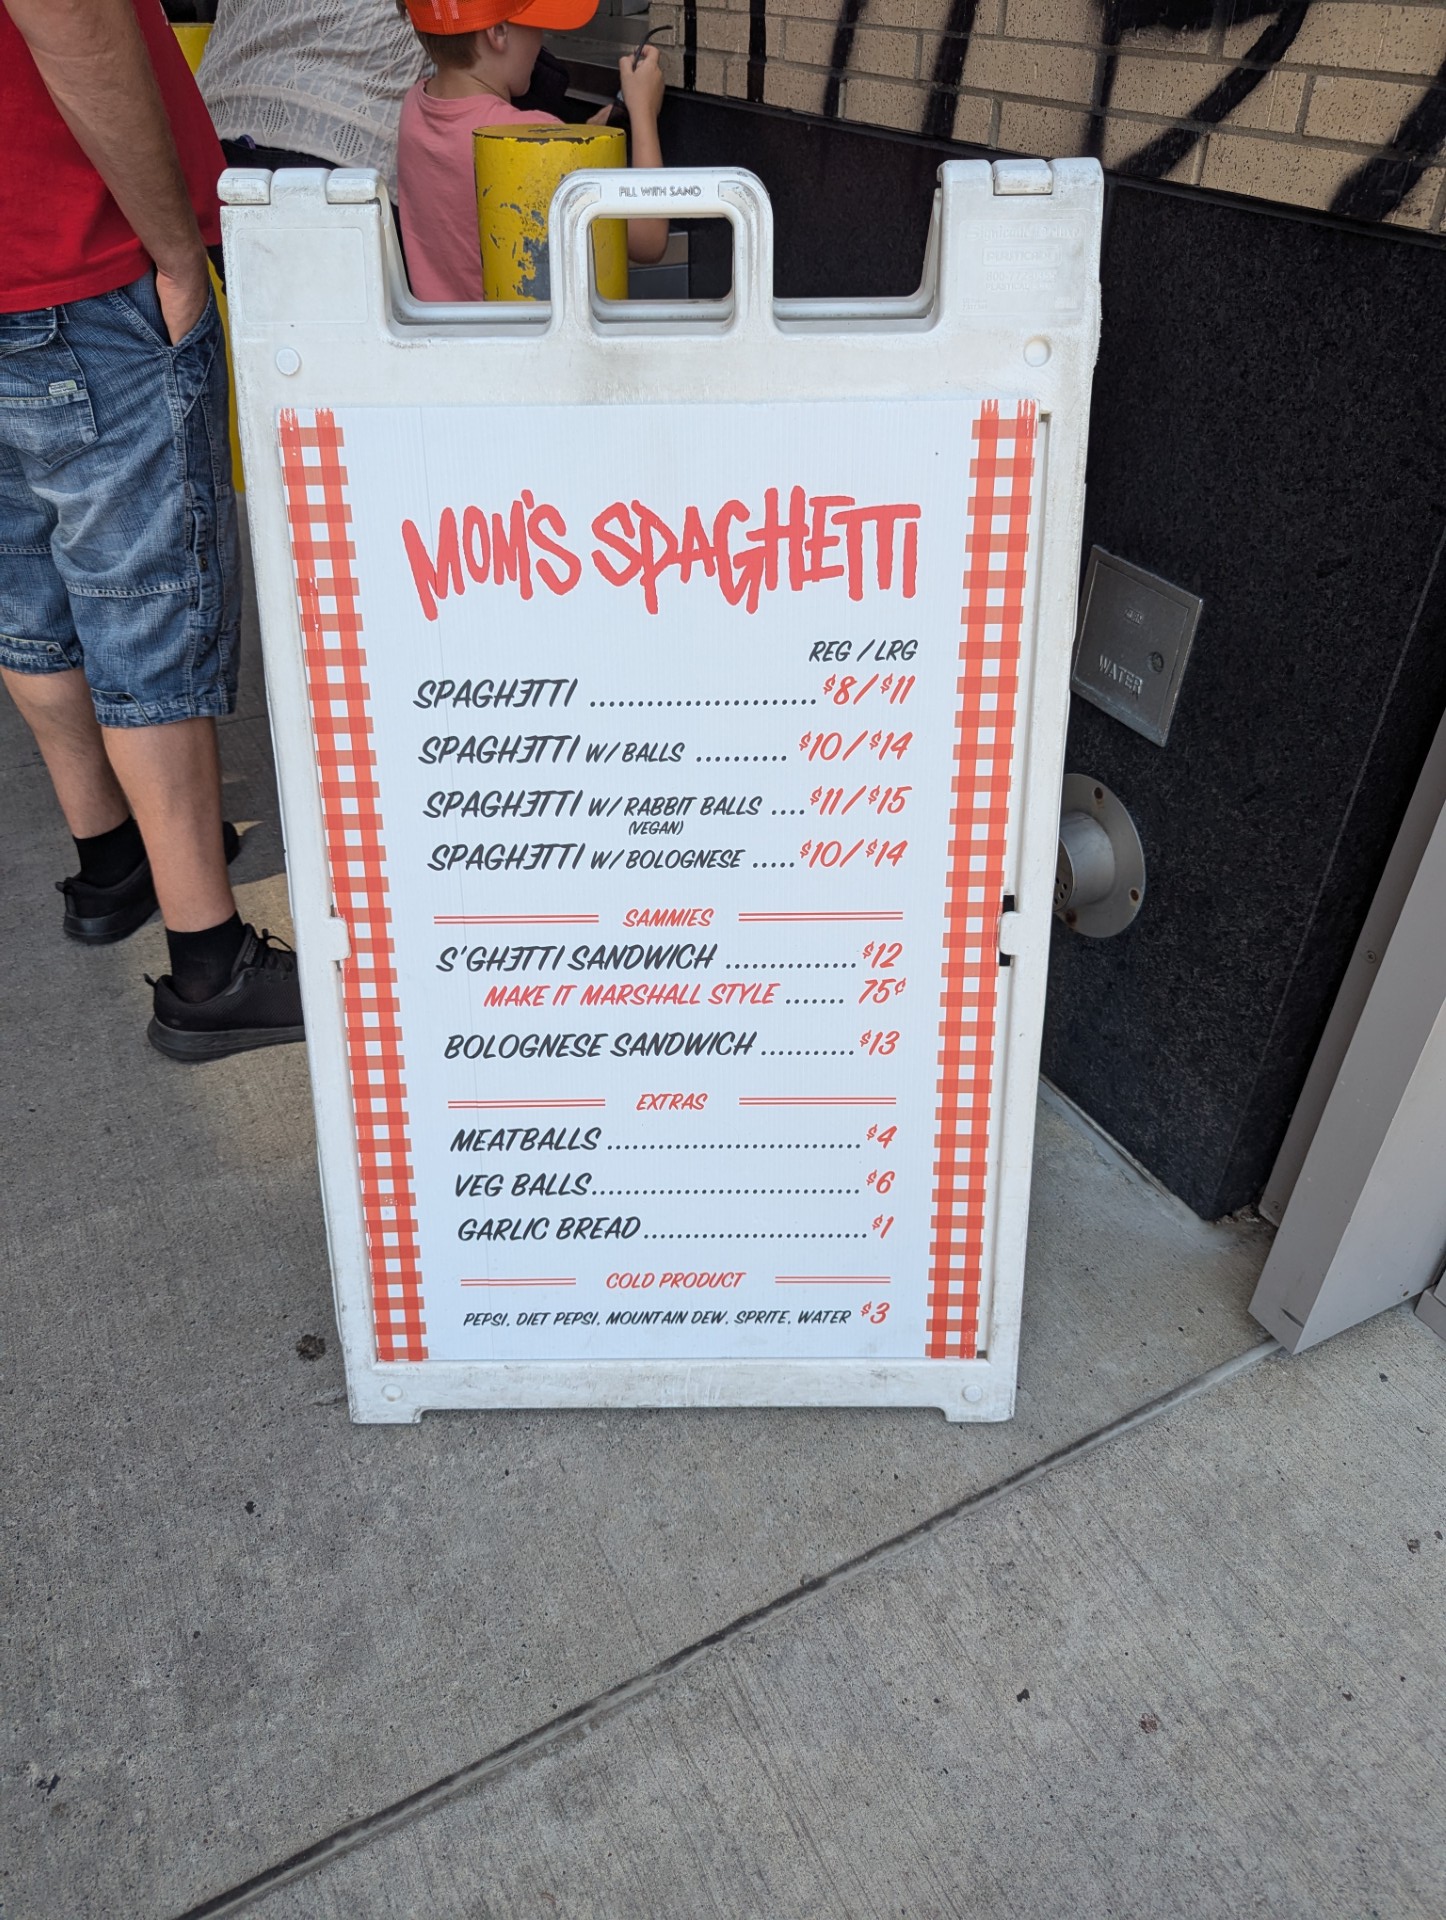 FILL WITH SAND
MOM'S SPAGHETTI
REG / LRG
SPAGHETTI ........................ $8/$11
SPAGHETTI W/ BALLS .......... $10/$14
SPAGHETTI W/ RABBIT BALLS .... $11/$15
(VEGAN)
SPAGHETTI W/ BOLOGNESE ..... $10/$14
SAMMIES
S'GHETTI SANDWICH .............. $12
MAKE IT MARSHALL STYLE ....... 75¢
BOLOGNESE SANDWICH ........... $13
EXTRAS
MEATBALLS ........................... $4
VEG BALLS ............................. $6
GARLIC BREAD ........................ $1
COLD PRODUCT
PEPSI, DIET PEPSI, MOUNTAIN DEW, SPRITE, WATER $3
WATER